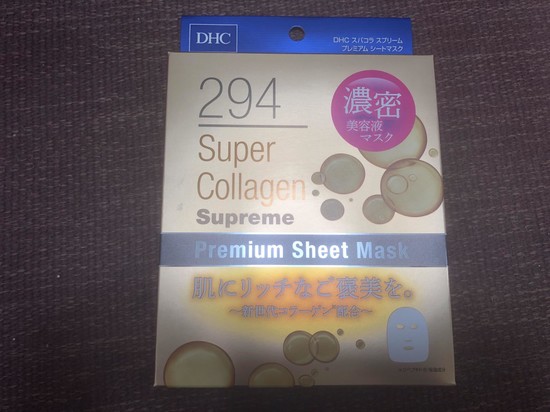 DHC
DHC スパコラ スプリーム
プレミアム シートマスク
294
濃密
美容液
マスク
Super
Collagen
Supreme
Premium Sheet Mask
肌にリッチなご褒美を。
～新世代コラーゲン*配合～